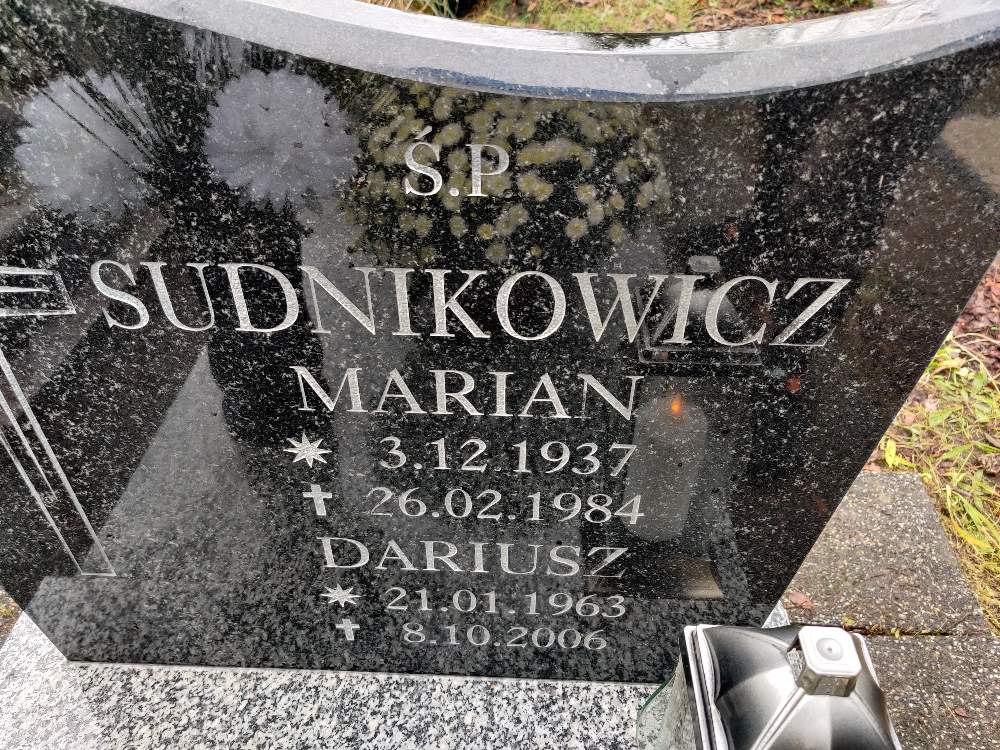 Ś.P
SUDNIKOWICZ
MARIAN
3.12.1937
26.02.1984
DARIUSZ
21.01.1963
8.10.2006